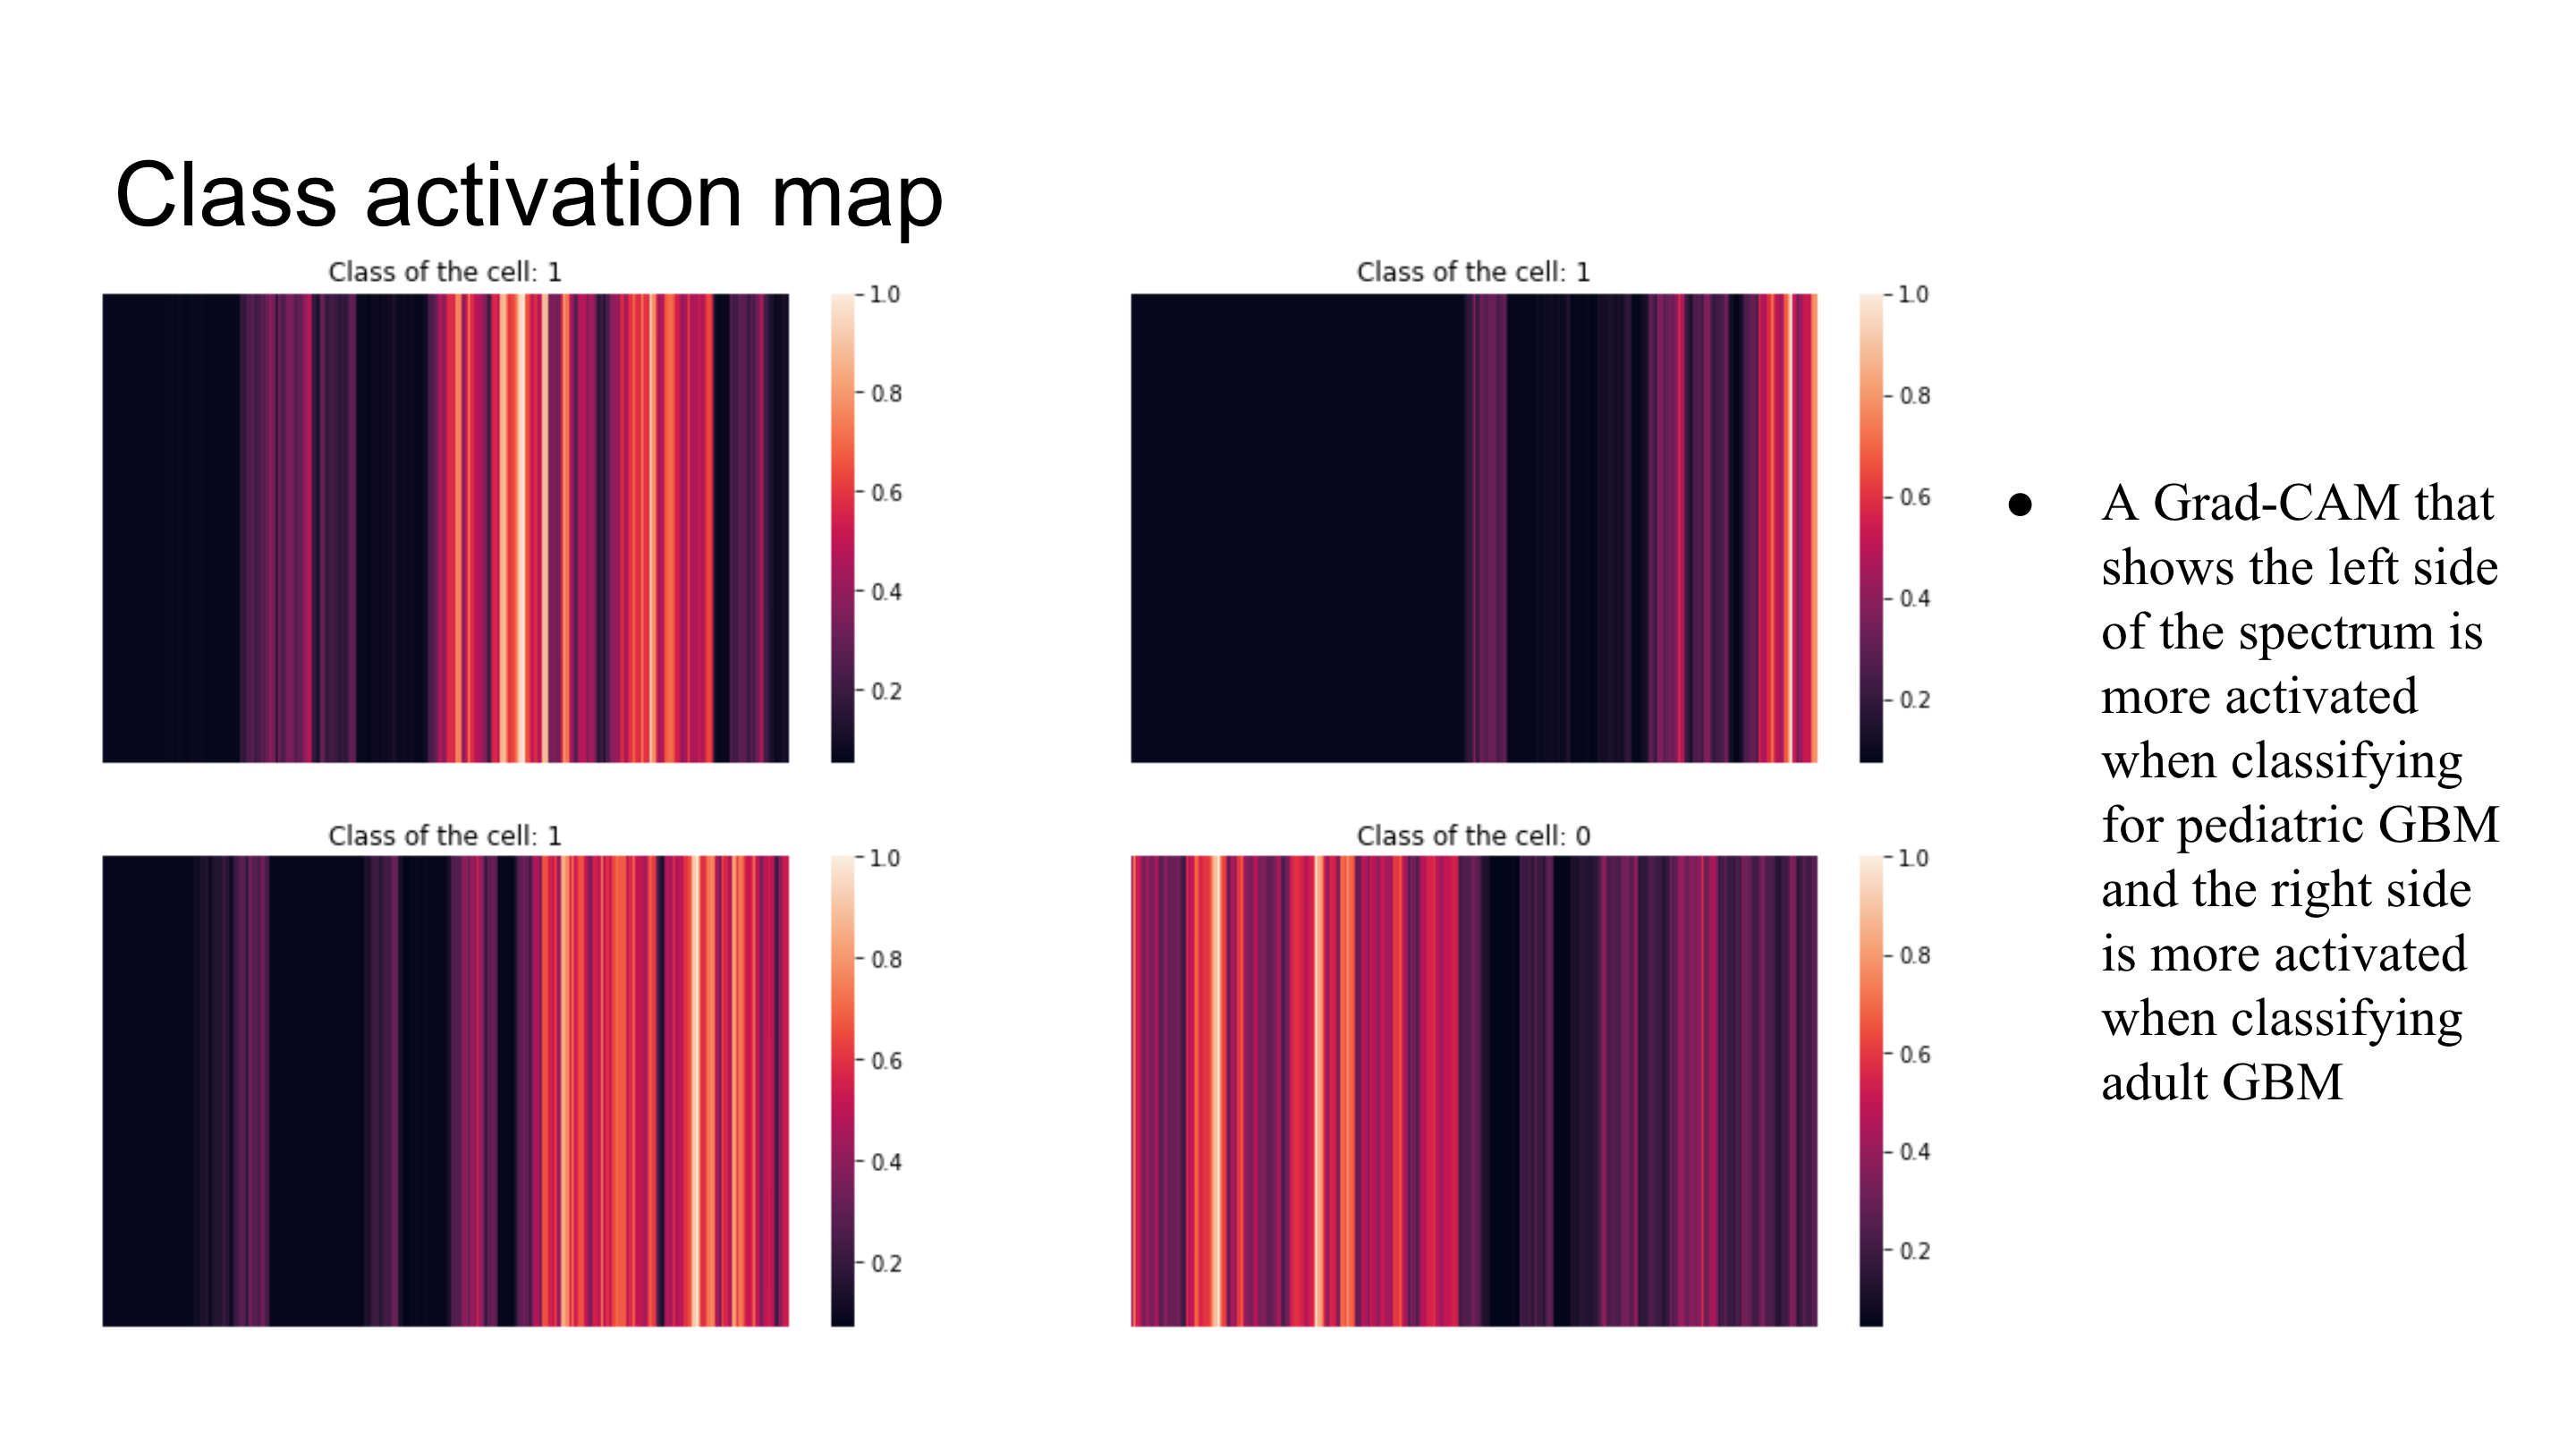 Class activation map
Class of the cell: 1
1.0
0.8
0.6
0.4
0.2
Class of the cell: 1
1.0
0.8
0.6
0.4
0.2
Class of the cell: 1
1.0
0.8
0.6
0.4
0.2
Class of the cell: 0
1.0
0.8
0.6
0.4
0.2
● A Grad-CAM that
shows the left side
of the spectrum is
more activated
when classifying
for pediatric GBM
and the right side
is more activated
when classifying
adult GBM